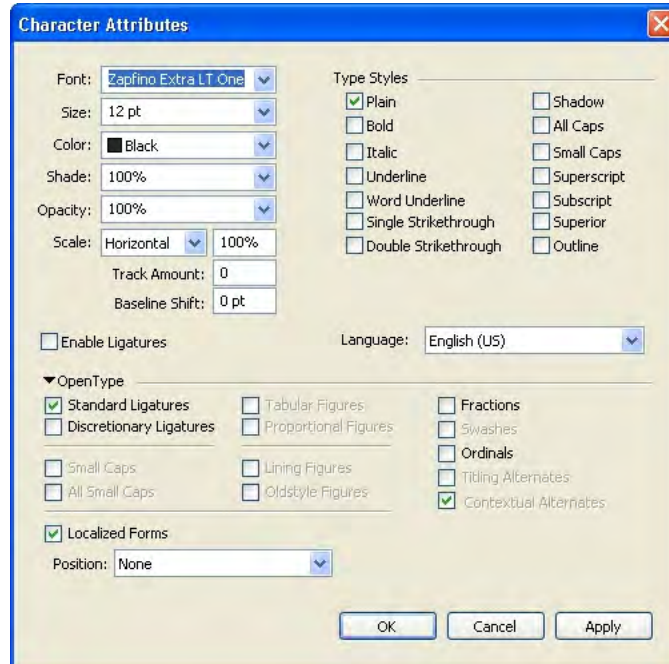 Character Attributes
Font: Zapfino Extra LT One
Size: 12 pt
Color: Black
Shade: 100%
Opacity: 100%
Scale: Horizontal 100%
Track Amount: 0
Baseline Shift: 0 pt
Type Styles
Plain Shadow
Bold All Caps
Italic Small Caps
Underline Superscript
Word Underline Subscript
Single Strikethrough Superior
Double Strikethrough Outline
Enable Ligatures Language: English (US)
OpenType
Standard Ligatures Tabular Figures Fractions
Discretionary Ligatures Proportional Figures Swashes
Ordinals
Small Caps Lining Figures Titling Alternates
All Small Caps Oldstyle Figures Contextual Alternates
Localized Forms
Position: None
OK Cancel Apply